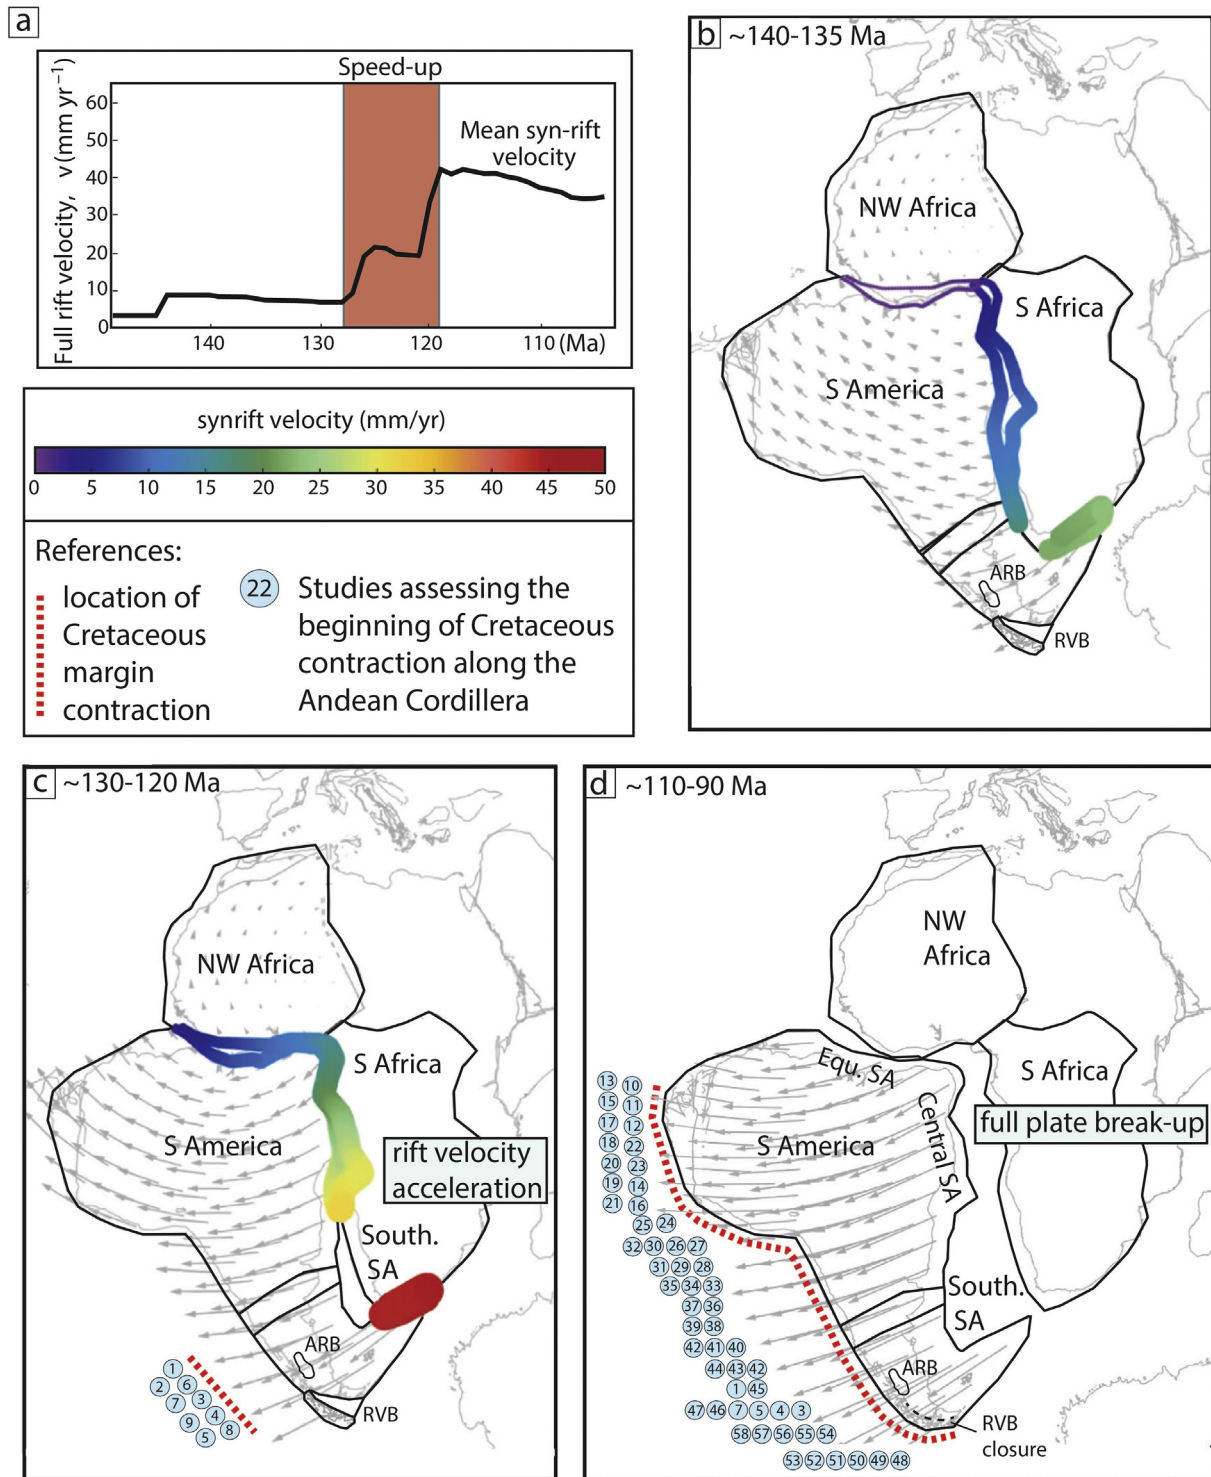 a
Speed-up
Full rift velocity, v (mm yr⁻¹)
60
50
40
30
20
10
0
Mean syn-rift
velocity
140 130 120 110 (Ma)
synrift velocity (mm/yr)
0 5 10 15 20 25 30 35 40 45 50
References:
location of
Cretaceous
margin
contraction
22
Studies assessing the
beginning of Cretaceous
contraction along the
Andean Cordillera
b ~140-135 Ma
NW Africa
S Africa
S America
ARB
RVB
c ~130-120 Ma
NW Africa
S Africa
S America
rift velocity
acceleration
South.
SA
ARB
RVB
1
2 6
7 3
9 4
5 8
d ~110-90 Ma
NW
Africa
Equ. SA
S Africa
Central SA
full plate break-up
S America
South.
SA
ARB
RVB
closure
13 10
15 11
17 12
18 22
20 23
19 14
21 16
25 24
32 30 26 27
31 29 28
35 34 33
37 36
39 38
42 41 40
44 43 42
1 45
47 46 7 5 4 3
58 57 56 55 54
53 52 51 50 49 48